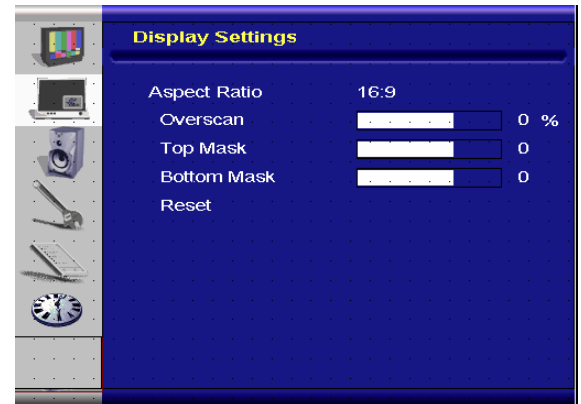 Display Settings
Aspect Ratio 16:9
Overscan 0 %
Top Mask 0
Bottom Mask 0
Reset